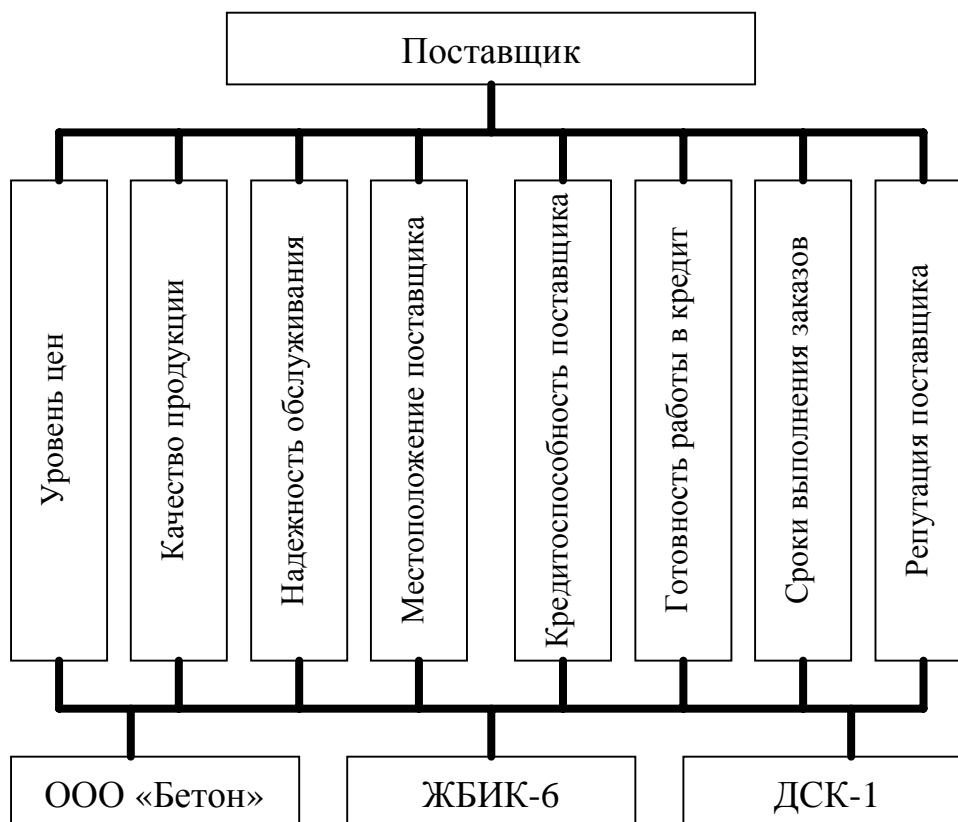 Поставщик
Уровень цен
Качество продукции
Надежность обслуживания
Местоположение поставщика
Кредитоспособность поставщика
Готовность работы в кредит
Сроки выполнения заказов
Репутация поставщика
ООО «Бетон»
ЖБИК-6
ДСК-1